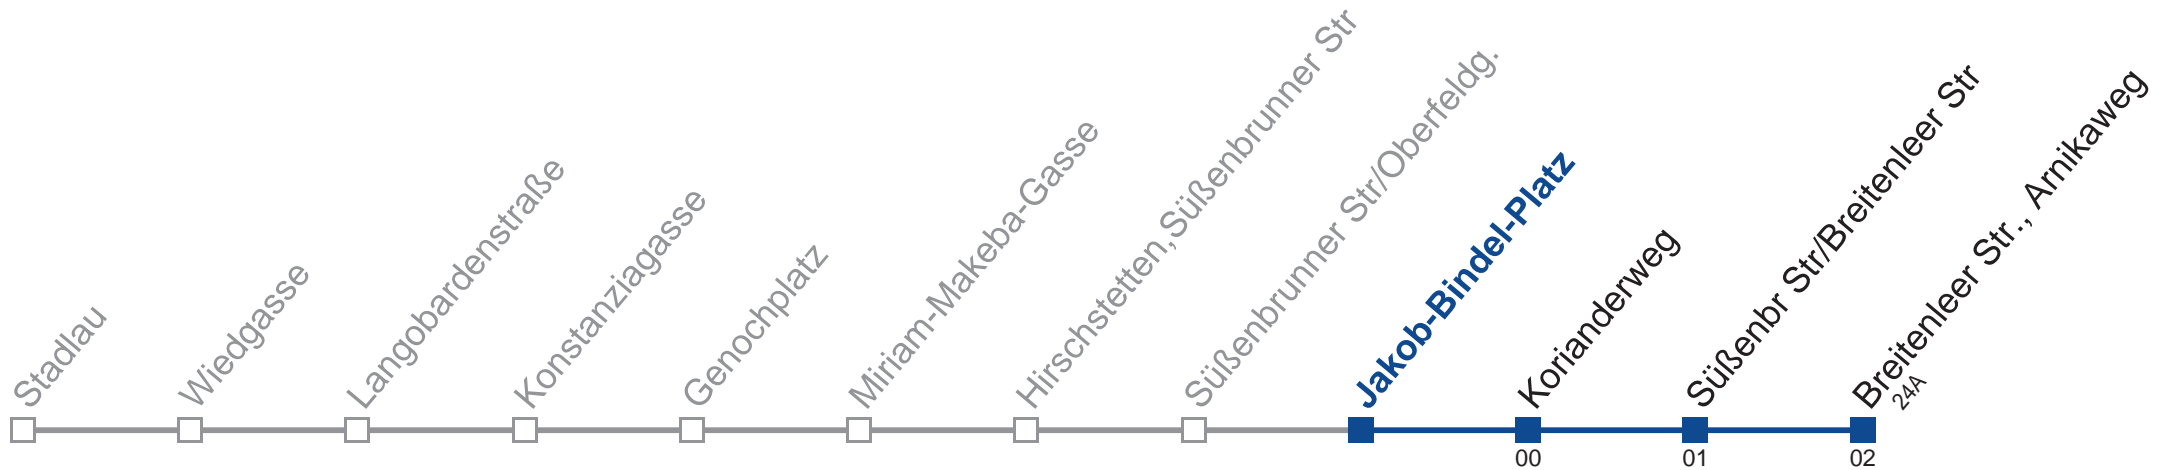 Stadlau
Wiedgasse
Langobardenstraße
Konstanziagasse
Genochplatz
Miriam-Makeba-Gasse
Hirschstetten,Süßenbrunner Str
Süßenbrunner Str/Oberfeldg.
Jakob-Bindel-Platz
Korianderweg
Süßenbr Str/Breitenleer Str
Breitenleer Str., Arnikaweg
24A
00
01
02